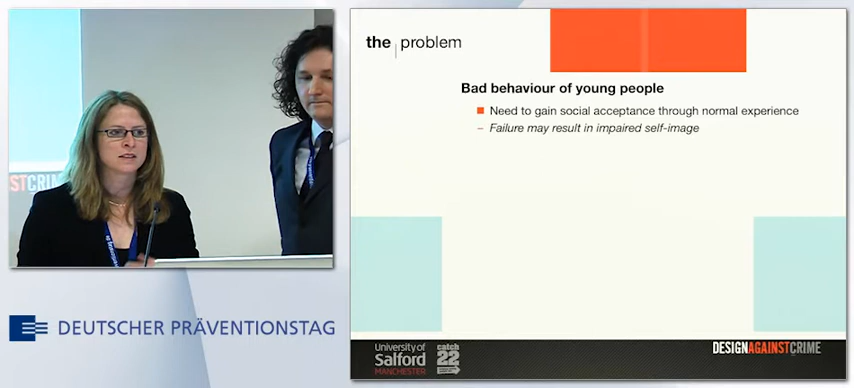 STCRIM
DEUTSCHER PRÄVENTIONSTAG
the problem
Bad behaviour of young people
Need to gain social acceptance through normal experience
– Failure may result in impaired self-image
University of
Salford
MANCHESTER
catch
22
DESIGNAGAINSTCRIME